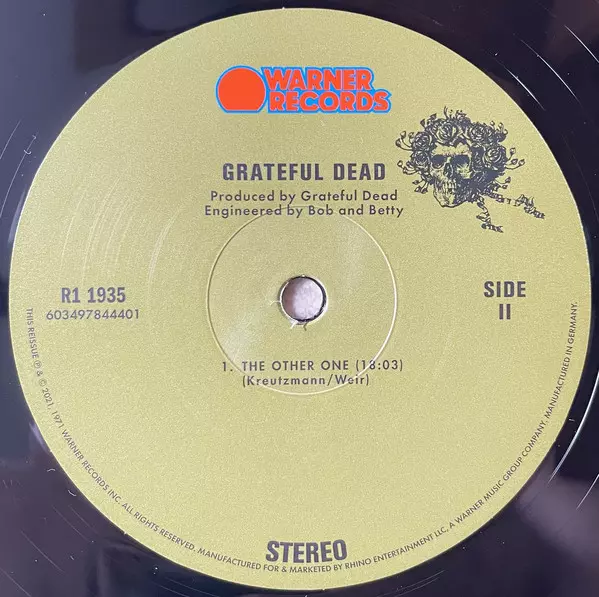 WARNER
RECORDS
GRATEFUL DEAD
Produced by Grateful Dead
Engineered by Bob and Betty
R1 1935
603497844401
SIDE
II
1. THE OTHER ONE (18:03)
(Kreutzmann/Weir)
STEREO
THIS REISSUE ℗ & © 2021, 1971 WARNER RECORDS INC. ALL RIGHTS RESERVED. MANUFACTURED FOR & MARKETED BY RHINO ENTERTAINMENT LLC, A WARNER MUSIC GROUP COMPANY. MANUFACTURED IN GERMANY.